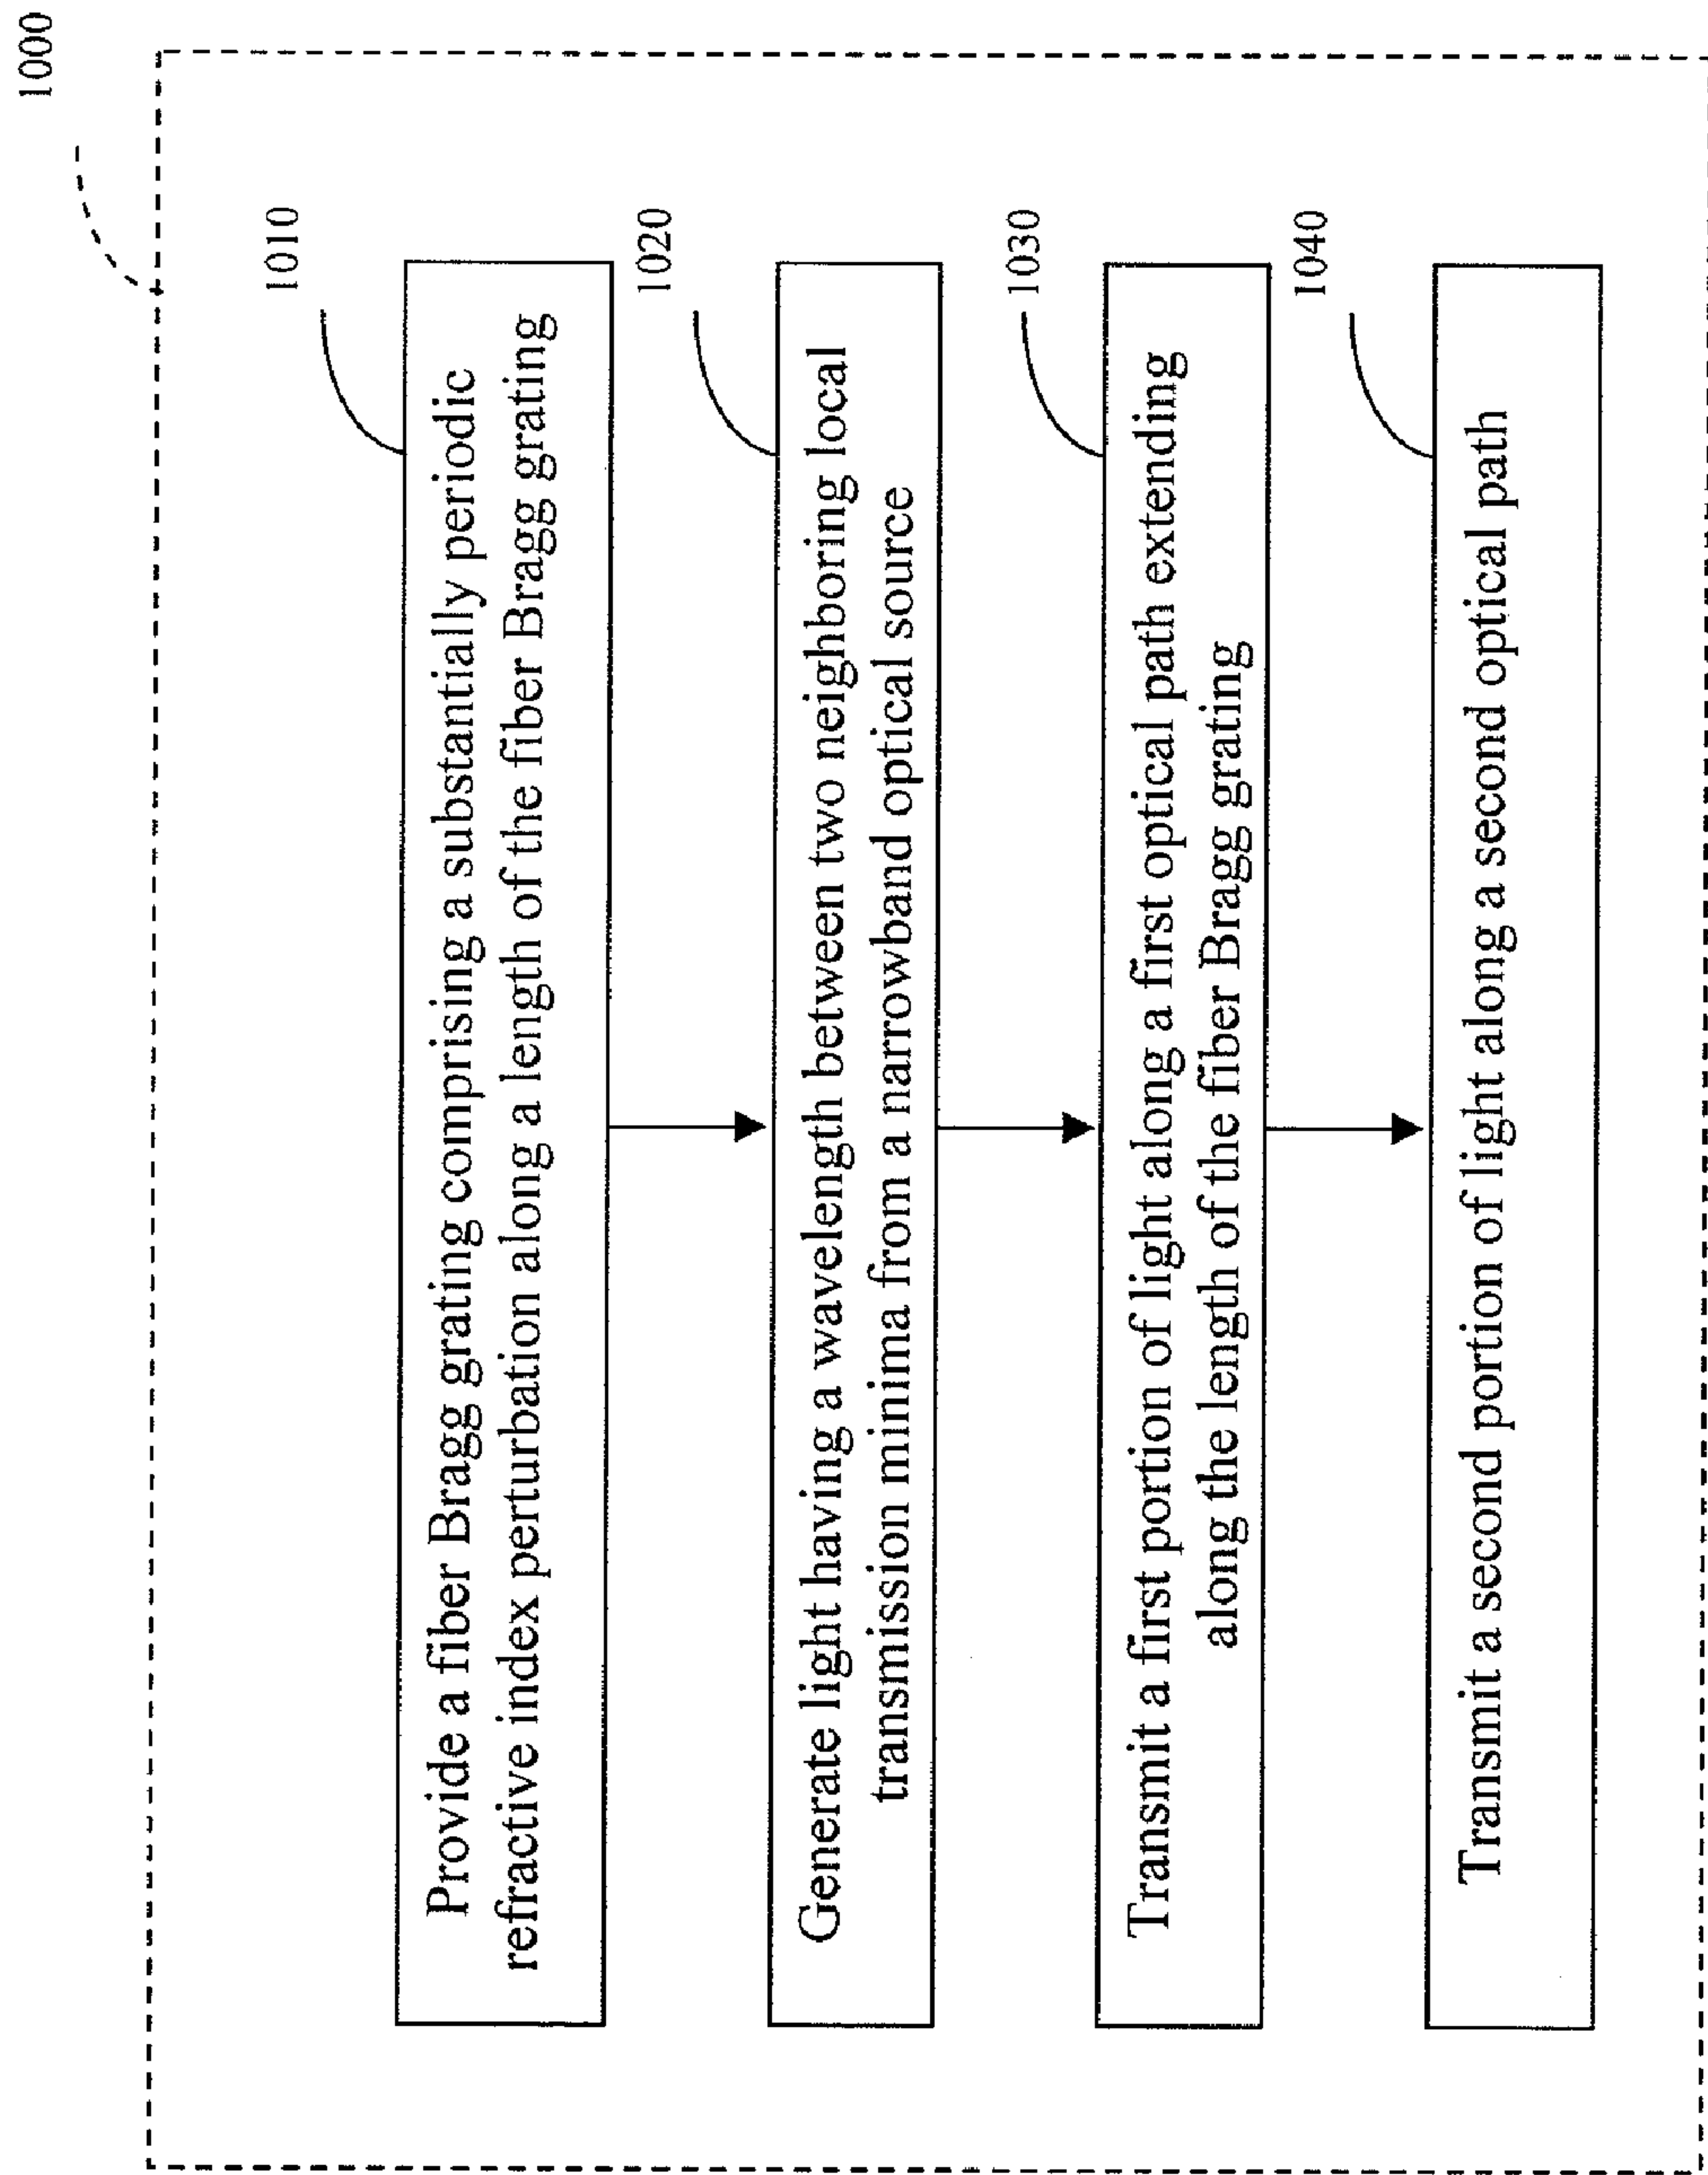 1000
1010
Provide a fiber Bragg grating comprising a substantially periodic
refractive index perturbation along a length of the fiber Bragg grating
1020
Generate light having a wavelength between two neighboring local
transmission minima from a narrowband optical source
1030
Transmit a first portion of light along a first optical path extending
along the length of the fiber Bragg grating
1040
Transmit a second portion of light along a second optical path